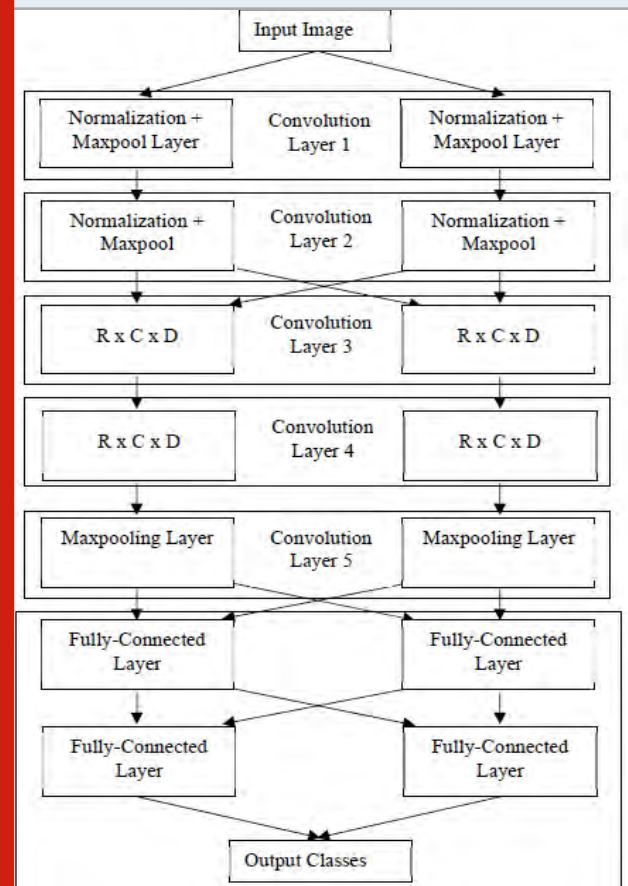 Input Image
Normalization +
Maxpool Layer
Convolution
Layer 1
Normalization +
Maxpool Layer
Normalization +
Maxpool
Convolution
Layer 2
Normalization +
Maxpool
R x C x D
Convolution
Layer 3
R x C x D
R x C x D
Convolution
Layer 4
R x C x D
Maxpooling Layer
Convolution
Layer 5
Maxpooling Layer
Fully-Connected
Layer
Fully-Connected
Layer
Fully-Connected
Layer
Fully-Connected
Layer
Output Classes